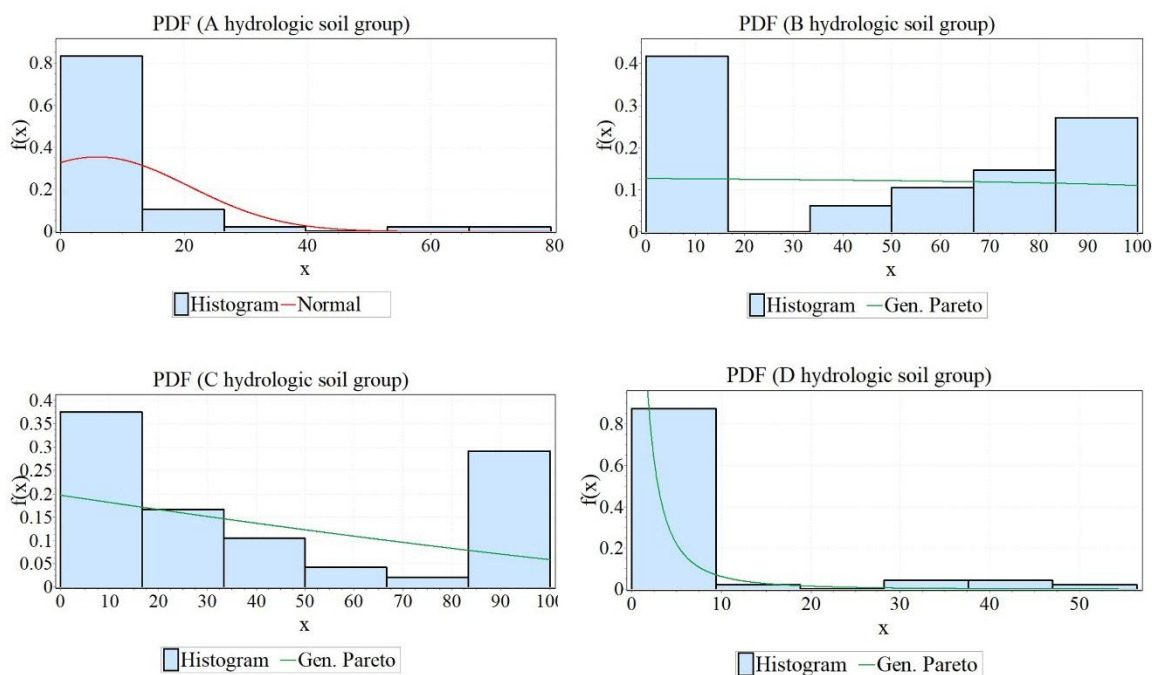 PDF (A hydrologic soil group)
f(x)
0.8
0.6
0.4
0.2
0
0 20 40 60 80
x
Histogram Normal
PDF (B hydrologic soil group)
f(x)
0.4
0.3
0.2
0.1
0
0 10 20 30 40 50 60 70 80 90 100
x
Histogram Gen. Pareto
PDF (C hydrologic soil group)
f(x)
0.4
0.35
0.3
0.25
0.2
0.15
0.1
0.05
0
0 10 20 30 40 50 60 70 80 90 100
x
Histogram Gen. Pareto
PDF (D hydrologic soil group)
f(x)
0.8
0.6
0.4
0.2
0
0 10 20 30 40 50
x
Histogram Gen. Pareto